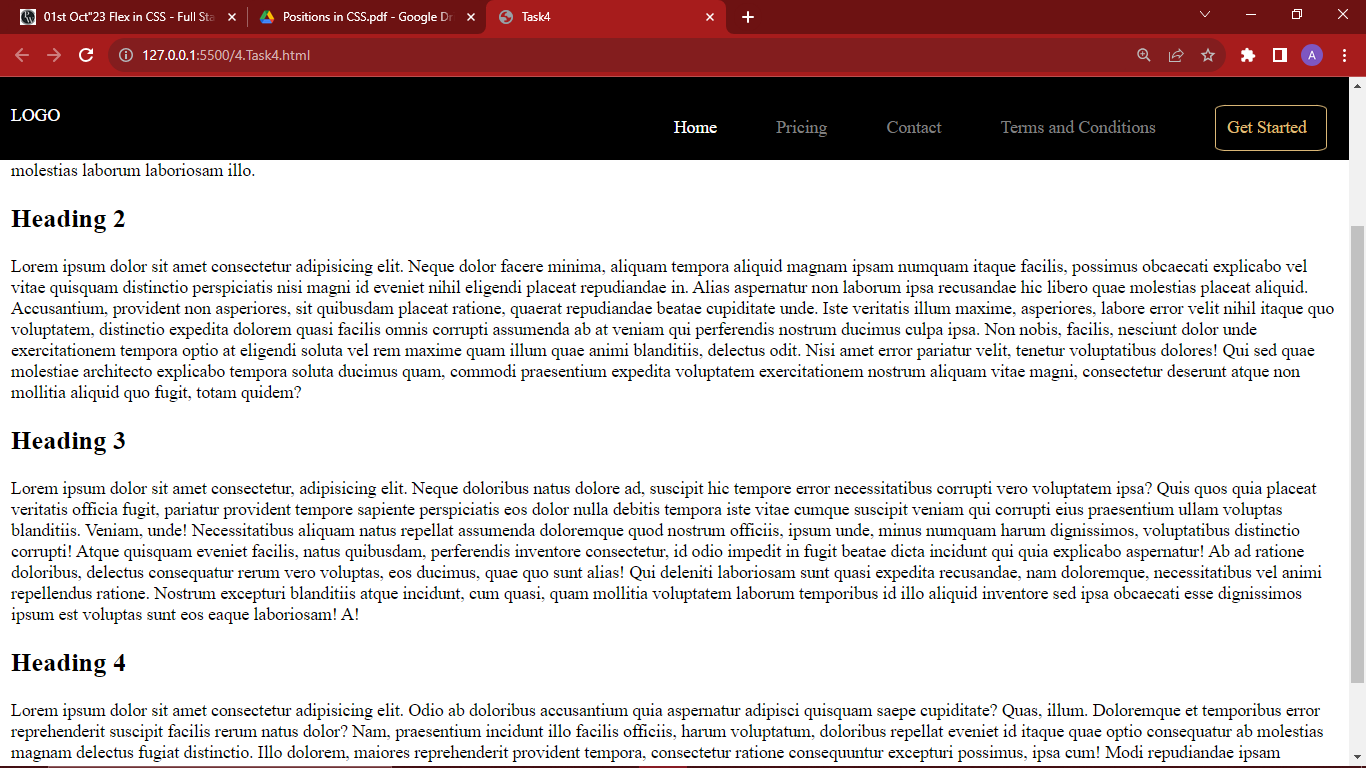 01st Oct"23 Flex in CSS - Full Sta
Positions in CSS.pdf - Google Dr
Task4
127.0.0.1:5500/4.Task4.html
A
LOGO
Home Pricing Contact Terms and Conditions Get Started
molestias laborum laboriosam illo.
Heading 2
Lorem ipsum dolor sit amet consectetur adipisicing elit. Neque dolor facere minima, aliquam tempora aliquid magnam ipsam numquam itaque facilis, possimus obcaecati explicabo vel
vitae quisquam distinctio perspiciatis nisi magni id eveniet nihil eligendi placeat repudiandae in. Alias aspernatur non laborum ipsa recusandae hic libero quae molestias placeat aliquid.
Accusantium, provident non asperiores, sit quibusdam placeat ratione, quaerat repudiandae beatae cupiditate unde. Iste veritatis illum maxime, asperiores, labore error velit nihil itaque quo
voluptatem, distinctio expedita dolorem quasi facilis omnis corrupti assumenda ab at veniam qui perferendis nostrum ducimus culpa ipsa. Non nobis, facilis, nesciunt dolor unde
exercitationem tempora optio at eligendi soluta vel rem maxime quam illum quae animi blanditiis, delectus odit. Nisi amet error pariatur velit, tenetur voluptatibus dolores! Qui sed quae
molestiae architecto explicabo tempora soluta ducimus quam, commodi praesentium expedita voluptatem exercitationem nostrum aliquam vitae magni, consectetur deserunt atque non
mollitia aliquid quo fugit, totam quidem?
Heading 3
Lorem ipsum dolor sit amet consectetur, adipisicing elit. Neque doloribus natus dolore ad, suscipit hic tempore error necessitatibus corrupti vero voluptatem ipsa? Quis quos quia placeat
veritatis officia fugit, pariatur provident tempore sapiente perspiciatis eos dolor nulla debitis tempora iste vitae cumque suscipit veniam qui corrupti eius praesentium ullam voluptas
blanditiis. Veniam, unde! Necessitatibus aliquam natus repellat assumenda doloremque quod nostrum officiis, ipsum unde, minus numquam harum dignissimos, voluptatibus distinctio
corrupti! Atque quisquam eveniet facilis, natus quibusdam, perferendis inventore consectetur, id odio impedit in fugit beatae dicta incidunt qui quia explicabo aspernatur! Ab ad ratione
doloribus, delectus consequatur rerum vero voluptas, eos ducimus, quae quo sunt alias! Qui deleniti laboriosam sunt quasi expedita recusandae, nam doloremque, necessitatibus vel animi
repellendus ratione. Nostrum excepturi blanditiis atque incidunt, cum quasi, quam mollitia voluptatem laborum temporibus id illo aliquid inventore sed ipsa obcaecati esse dignissimos
ipsum est voluptas sunt eos eaque laboriosam! A!
Heading 4
Lorem ipsum dolor sit amet consectetur adipisicing elit. Odio ab doloribus accusantium quia aspernatur adipisci quisquam saepe cupiditate? Quas, illum. Doloremque et temporibus error
reprehenderit suscipit facilis rerum natus dolor? Nam, praesentium incidunt illo facilis officiis, harum voluptatum, doloribus repellat eveniet id itaque quae optio consequatur ab molestias
magnam delectus fugiat distinctio. Illo dolorem, maiores reprehenderit provident tempora, consectetur ratione consequuntur excepturi possimus, ipsa cum! Modi repudiandae ipsam